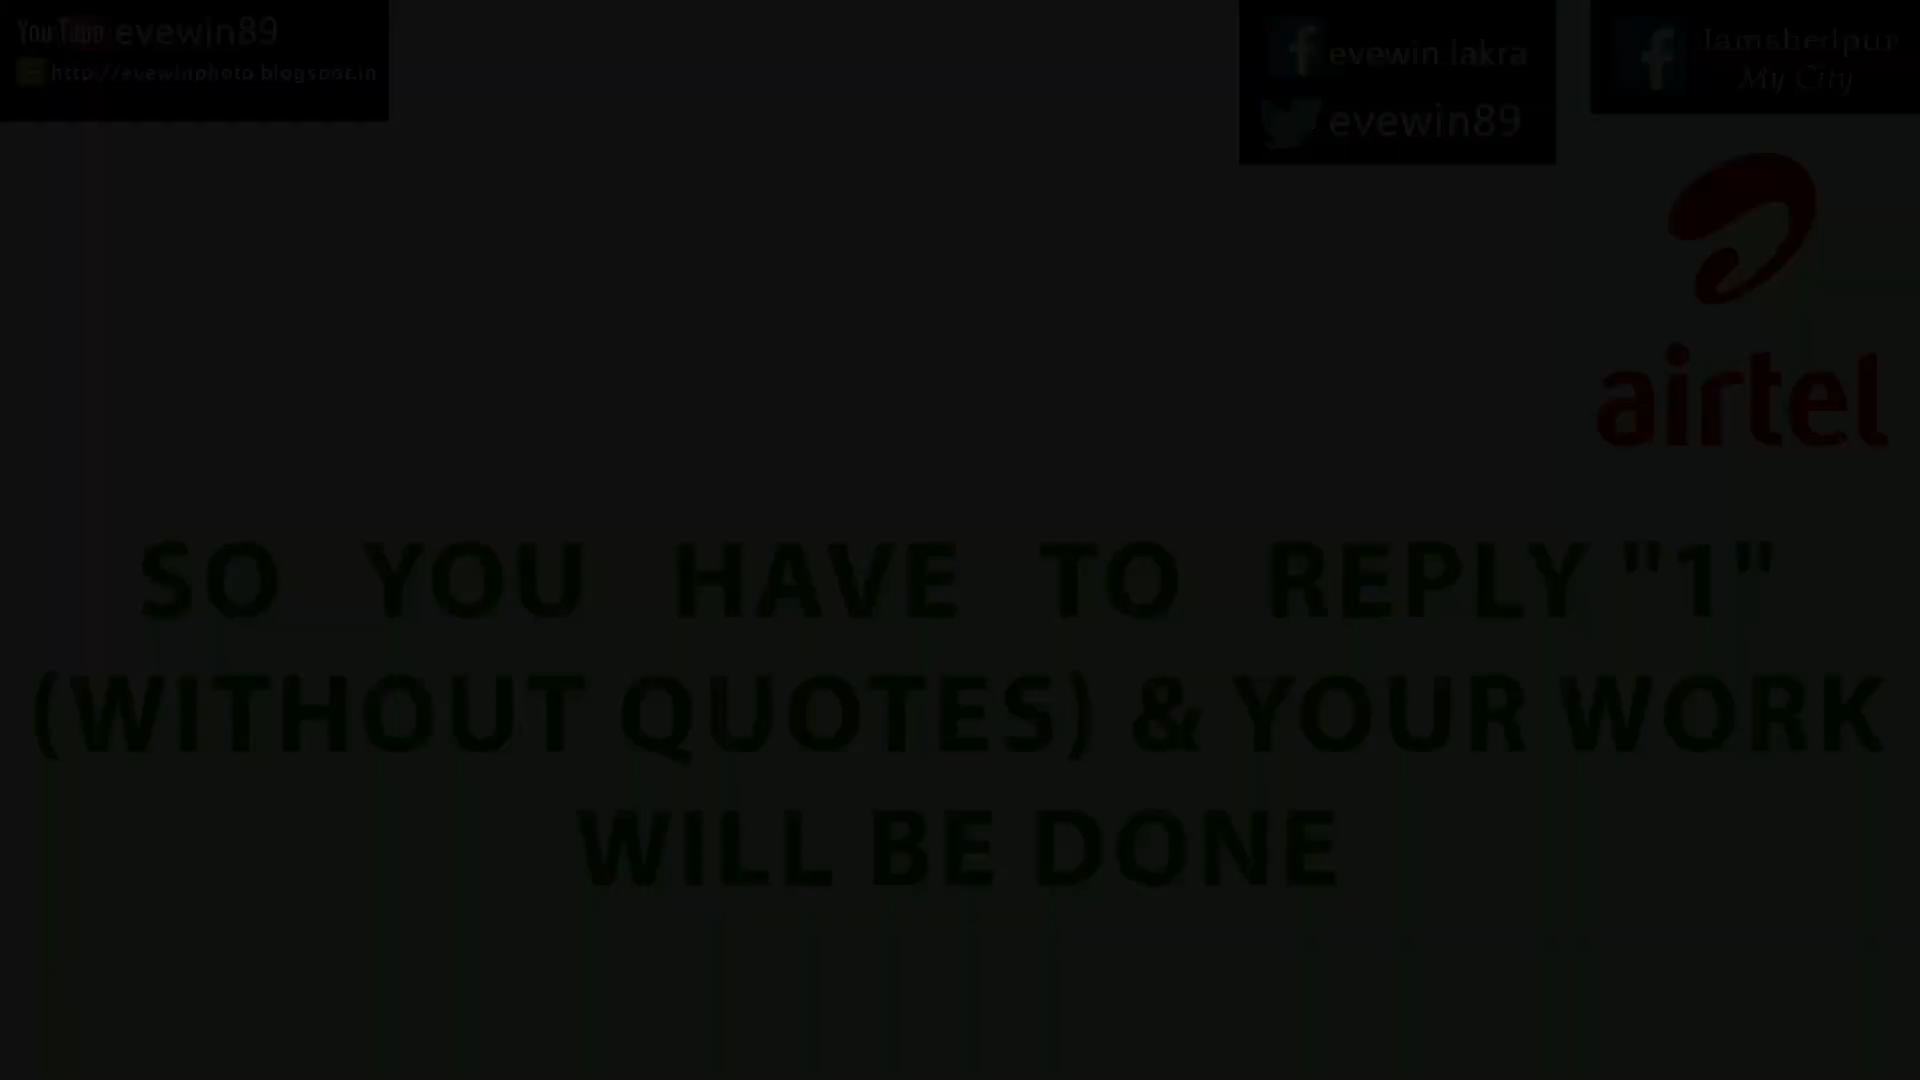 YouTube evewin89
http://evewinphoto.blogspot.in
f evewin.lakra
evewin89
f Jamshedpur
My City
airtel
SO YOU HAVE TO REPLY "1"
(WITHOUT QUOTES) & YOUR WORK
WILL BE DONE